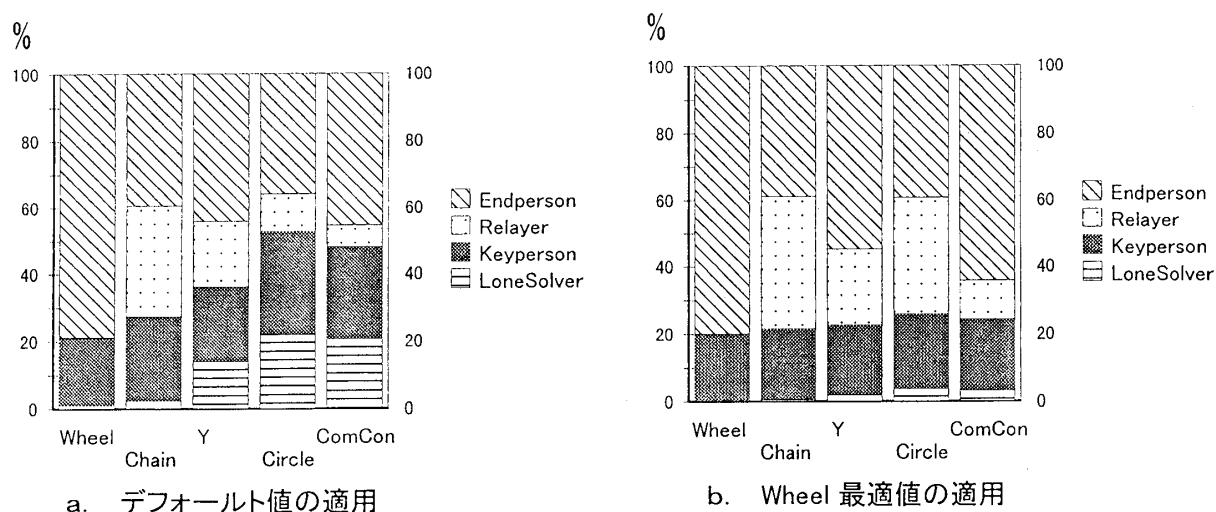 %
100
80
60
40
20
0
100
80
60
40
20
0
Endperson
Relayer
Keyperson
LoneSolver
Wheel
Chain
Y
Circle
ComCon
a. デフォールト値の適用
%
100
80
60
40
20
0
100
80
60
40
20
0
Endperson
Relayer
Keyperson
LoneSolver
Wheel
Chain
Y
Circle
ComCon
b. Wheel 最適値の適用